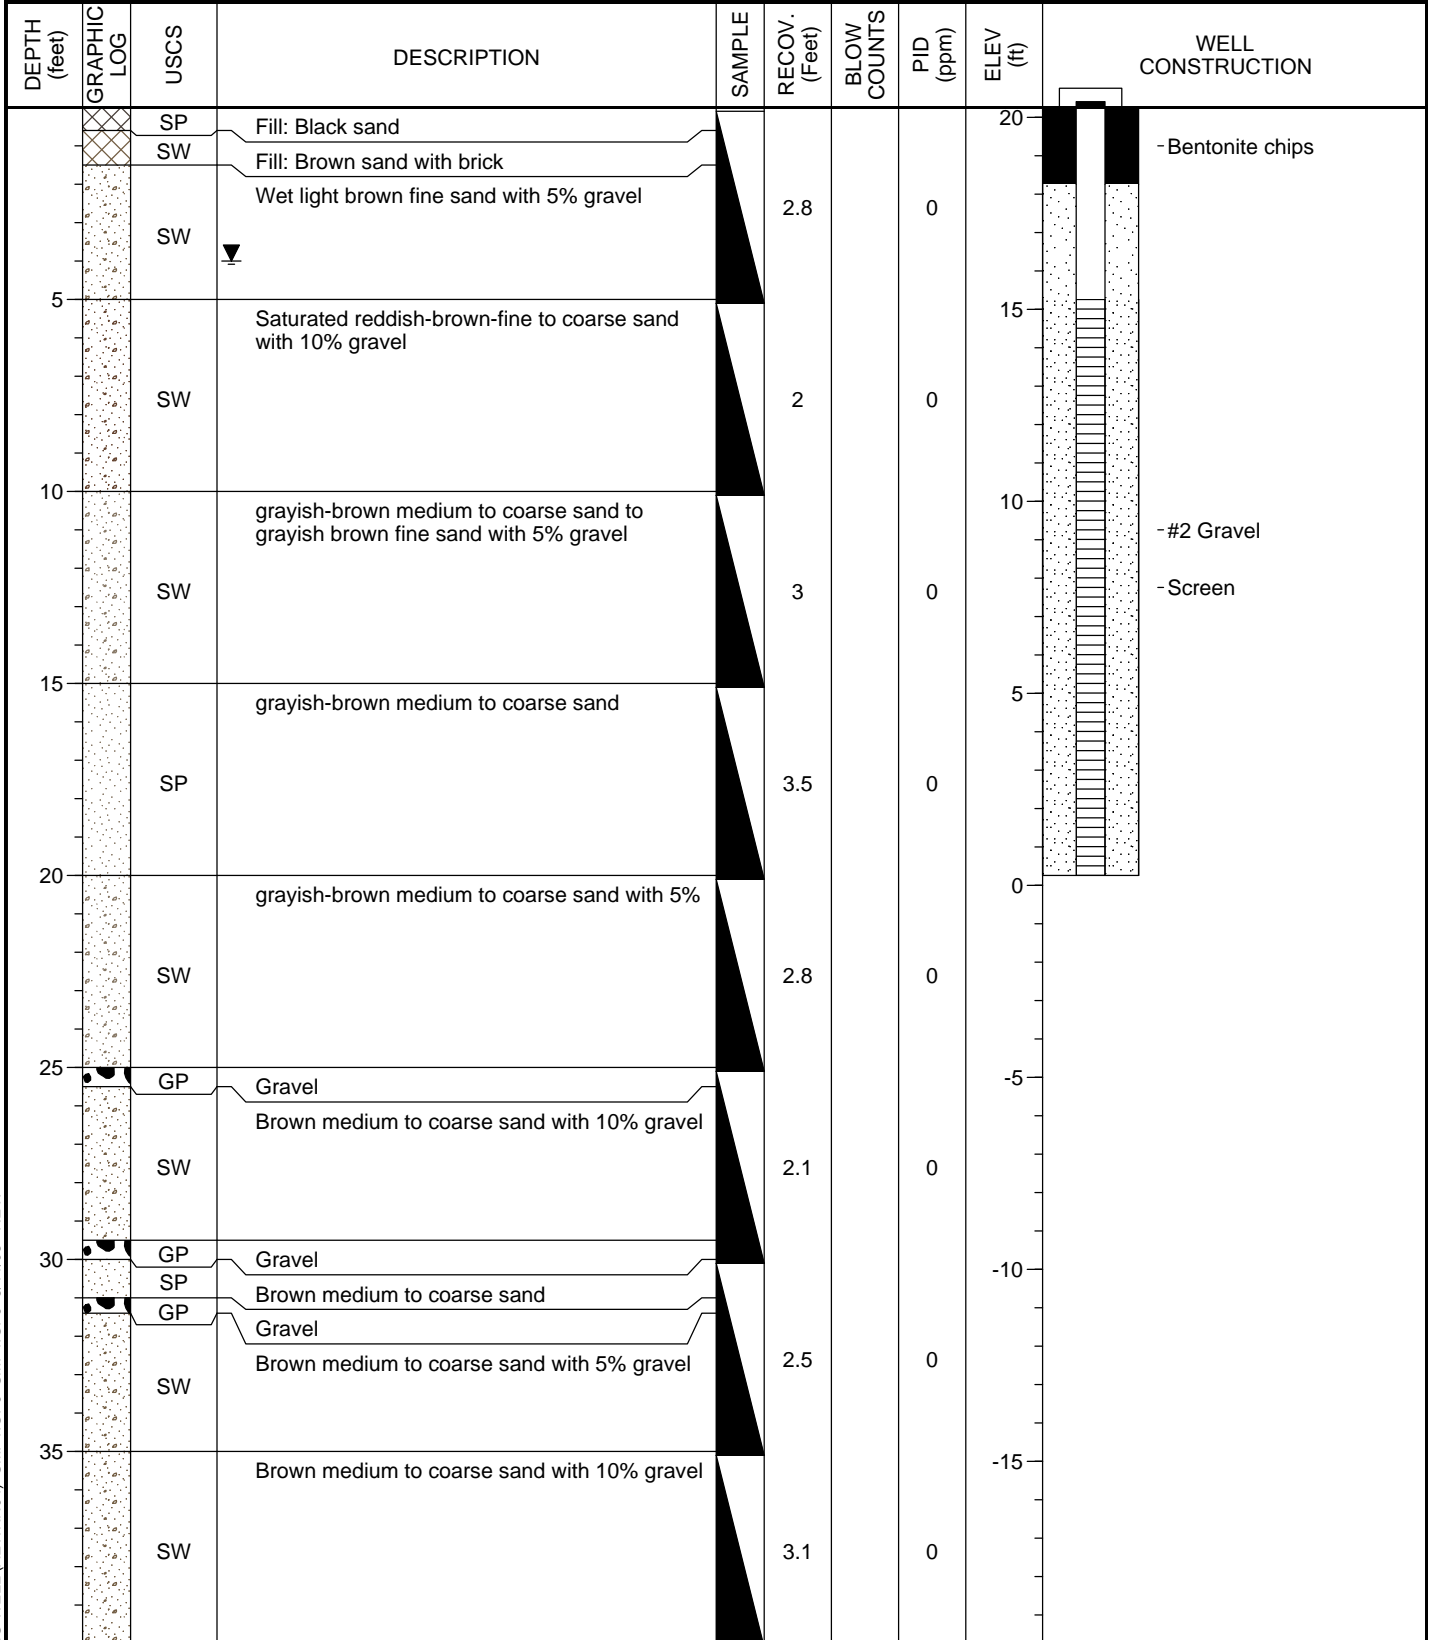 DEPTH
(feet)
GRAPHIC
LOG
USCS
DESCRIPTION
SAMPLE
RECOV.
(Feet)
BLOW
COUNTS
PID
(ppm)
ELEV
(ft)
WELL
CONSTRUCTION
SP
Fill: Black sand
20
SW
Fill: Brown sand with brick
Bentonite chips
Wet light brown fine sand with 5% gravel
SW
2.8
0
5
15
Saturated reddish-brown-fine to coarse sand
with 10% gravel
SW
2
0
10
10
grayish-brown medium to coarse sand to
grayish brown fine sand with 5% gravel
#2 Gravel
SW
3
0
Screen
15
5
grayish-brown medium to coarse sand
SP
3.5
0
20
0
grayish-brown medium to coarse sand with 5%
SW
2.8
0
25
-5
GP
Gravel
Brown medium to coarse sand with 10% gravel
SW
2.1
0
30
-10
GP
Gravel
SP
Brown medium to coarse sand
GP
Gravel
Brown medium to coarse sand with 5% gravel
SW
2.5
0
35
-15
Brown medium to coarse sand with 10% gravel
SW
3.1
0